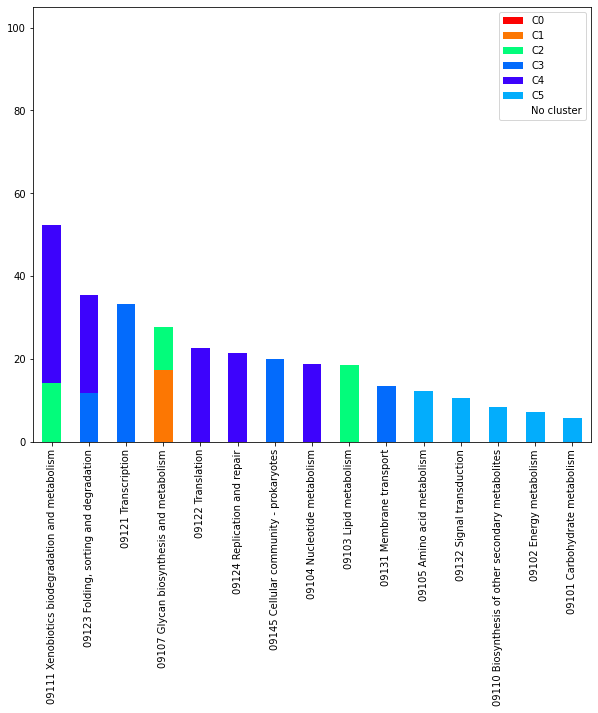 100
80
60
40
20
0
C0
C1
C2
C3
C4
C5
No cluster
09111 Xenobiotics biodegradation and metabolism
09123 Folding, sorting and degradation
09121 Transcription
09107 Glycan biosynthesis and metabolism
09122 Translation
09124 Replication and repair
09145 Cellular community - prokaryotes
09104 Nucleotide metabolism
09103 Lipid metabolism
09131 Membrane transport
09105 Amino acid metabolism
09132 Signal transduction
09110 Biosynthesis of other secondary metabolites
09102 Energy metabolism
09101 Carbohydrate metabolism